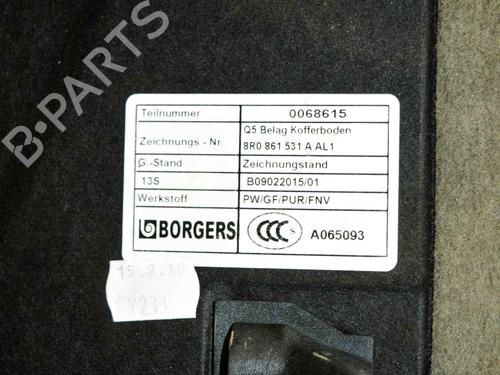 B-PARTS
Teilnummer 0068615
Zeichnungs - Nr. Q5 Belag Kofferboden
8R0 861 531 A AL1
G.-Stand Zeichnungstand
13S B09022015/01
Werkstoff PW/GF/PUR/FNV
BORGERS CCC S A065093
15.2.10
2233